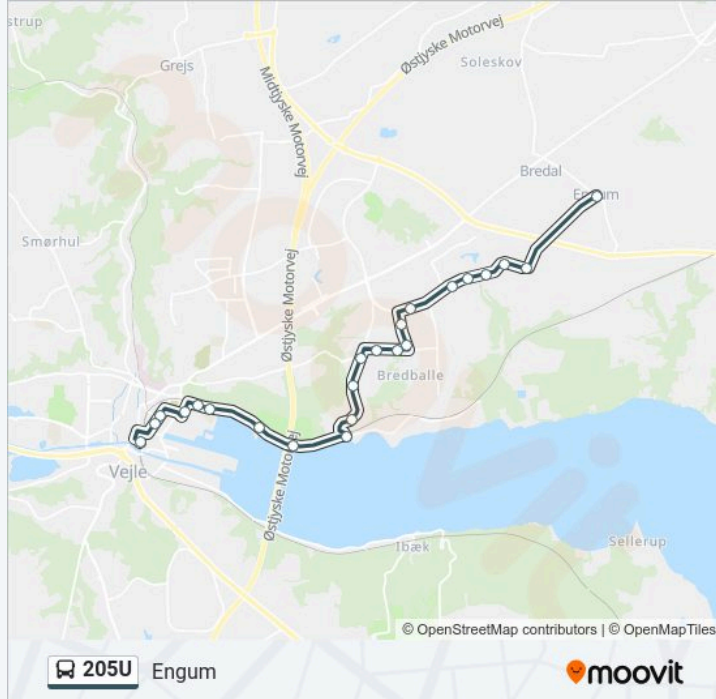 strup
Grejs
Østjyske Motorvej
Soleskov
Midtjyske Motorvej
Bredal
Engum
Smørhul
Østjyske Motorvej
Bredballe
Vejle
Østjyske Motorvej
Ibæk
Sellerup
© OpenStreetMap contributors | © OpenMapTiles
205U Engum
moovit